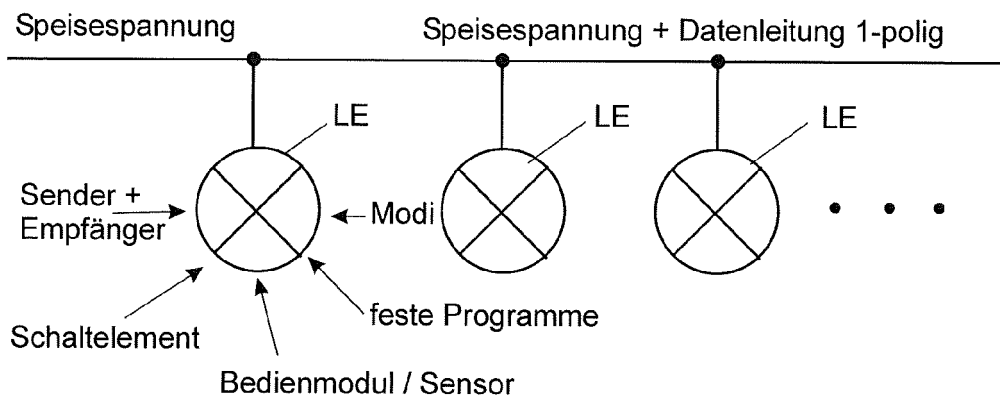 Speisespannung
Speisespannung + Datenleitung 1-polig
LE
LE
LE
Sender +
Empfänger
Modi
Schaltelement
feste Programme
Bedienmodul / Sensor